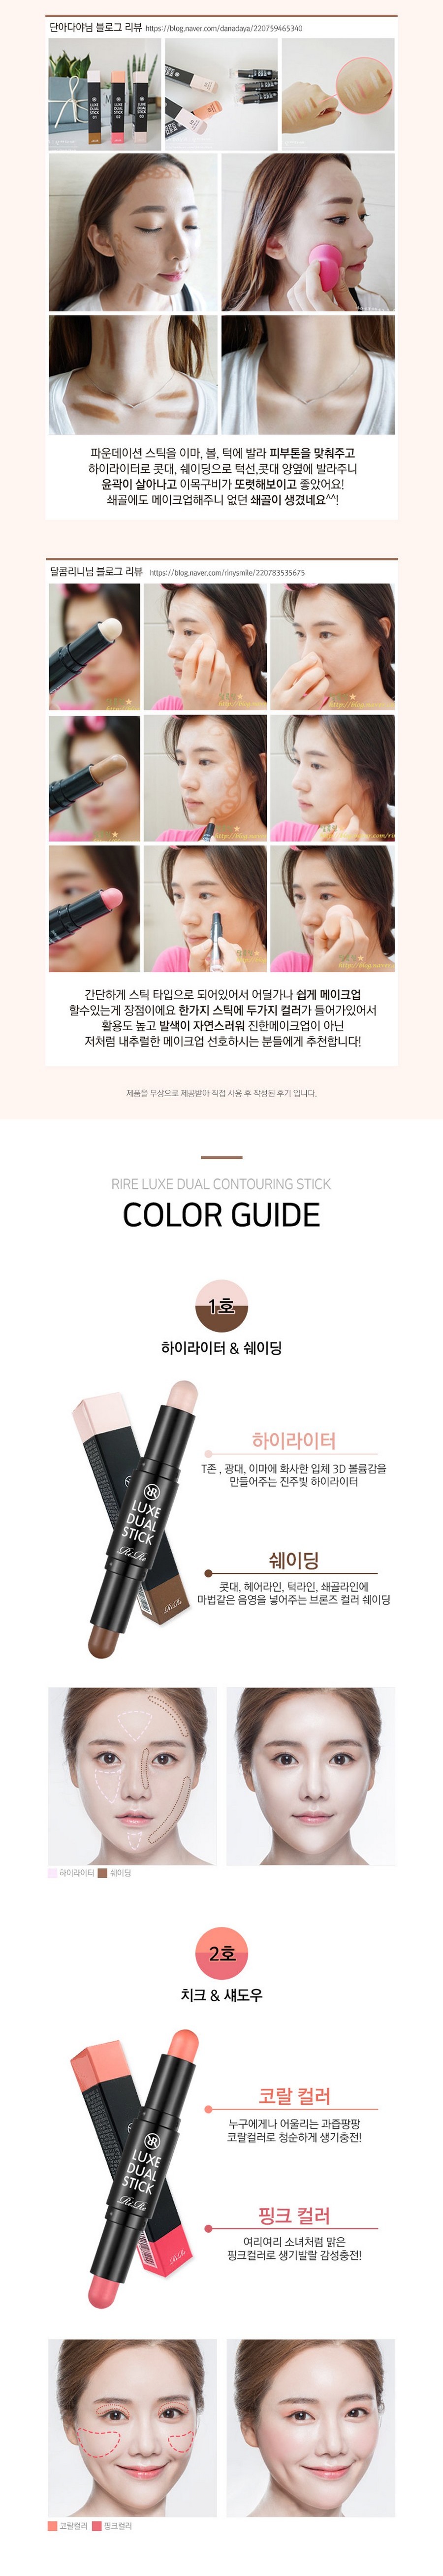 단아다야님 블로그 리뷰 https://blog.naver.com/danadaya/220759465340
LUXE DUAL STICK 01
LUXE DUAL STICK 02
LUXE DUAL STICK 03
파운데이션 스틱을 이마, 볼, 턱에 발라 피부톤을 맞춰주고
하이라이터로 콧대, 쉐이딩으로 턱선,콧대 양옆에 발라주니
윤곽이 살아나고 이목구비가 또렷해보이고 좋았어요!
쇄골에도 메이크업해주니 없던 쇄골이 생겼네요^^!
달콤리니님 블로그 리뷰 https://blog.naver.com/rinysmile/220783535675
간단하게 스틱 타입으로 되어있어서 어딜가나 쉽게 메이크업
할수있는게 장점이에요 한가지 스틱에 두가지 컬러가 들어가있어서
활용도 높고 발색이 자연스러워 진한메이크업이 아닌
저처럼 내추럴한 메이크업 선호하시는 분들에게 추천합니다!
제품을 무상으로 제공받아 직접 사용 후 작성된 후기 입니다.
RIRE LUXE DUAL CONTOURING STICK
COLOR GUIDE
1호
하이라이터 & 쉐이딩
하이라이터
T존 , 광대, 이마에 화사한 입체 3D 볼륨감을
만들어주는 진주빛 하이라이터
LUXE
DUAL
STICK
RiRe
RiRe
쉐이딩
콧대, 헤어라인, 턱라인, 쇄골라인에
마법같은 음영을 넣어주는 브론즈 컬러 쉐이딩
하이라이터 쉐이딩
2호
치크 & 섀도우
코랄 컬러
누구에게나 어울리는 과즙팡팡
코랄컬러로 청순하게 생기충전!
LUXE
DUAL
STICK
RiRe
RiRe
핑크 컬러
여리여리 소녀처럼 맑은
핑크컬러로 생기발랄 감성충전!
코랄컬러 핑크컬러